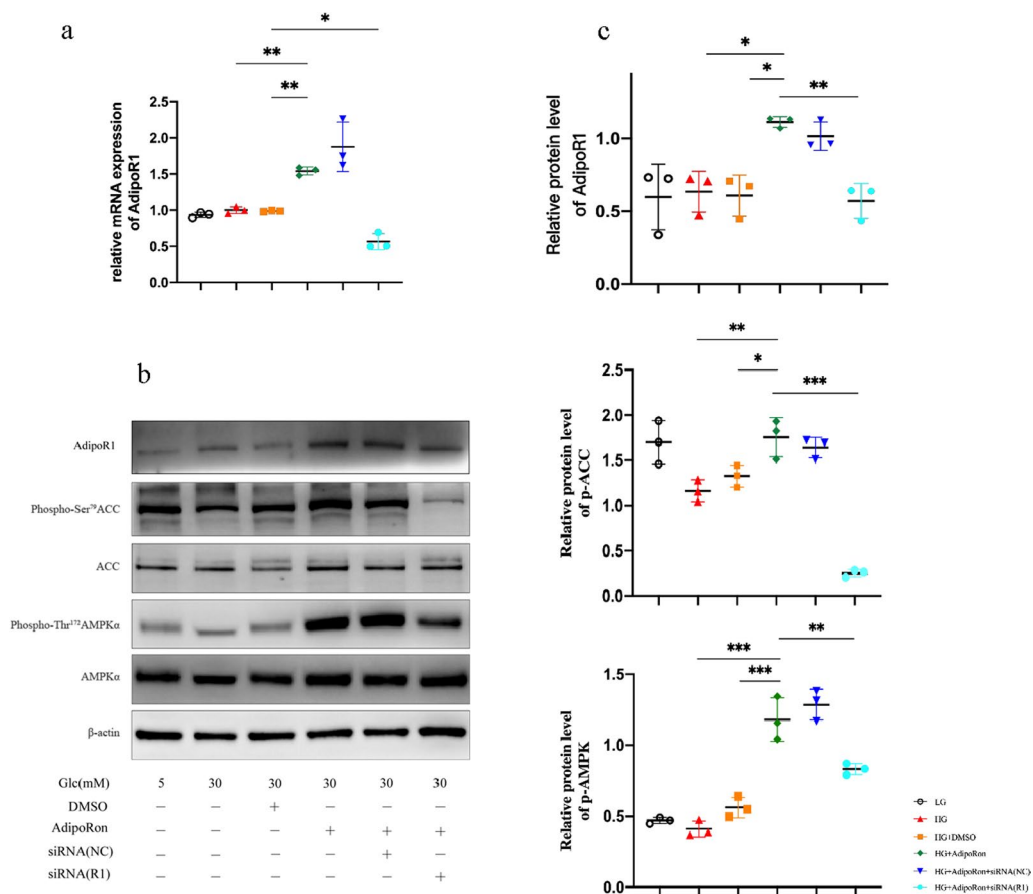 a
*
**
**
relative mRNA expression
of AdipoR1
2.5
2.0
1.5
1.0
0.5
0.0
b
AdipoR1
Phospho-Ser⁷⁹ACC
ACC
Phospho-Thr¹⁷²AMPKα
AMPKα
β-actin
Glc(mM) 5 30 30 30 30 30
DMSO – – + – – –
AdipoRon – – – + + +
siRNA(NC) – – – – + –
siRNA(R1) – – – – – +
c
*
*
**
Relative protein level
of AdipoR1
1.0
0.5
0.0
**
*
***
Relative protein level
of p-ACC
2.5
2.0
1.5
1.0
0.5
0.0
***
***
**
Relative protein level
of p-AMPK
1.5
1.0
0.5
0.0
LG
HG
HG+DMSO
HG+AdipoRon
HG+AdipoRon+siRNA(NC)
HG+AdipoRon+siRNA(R1)